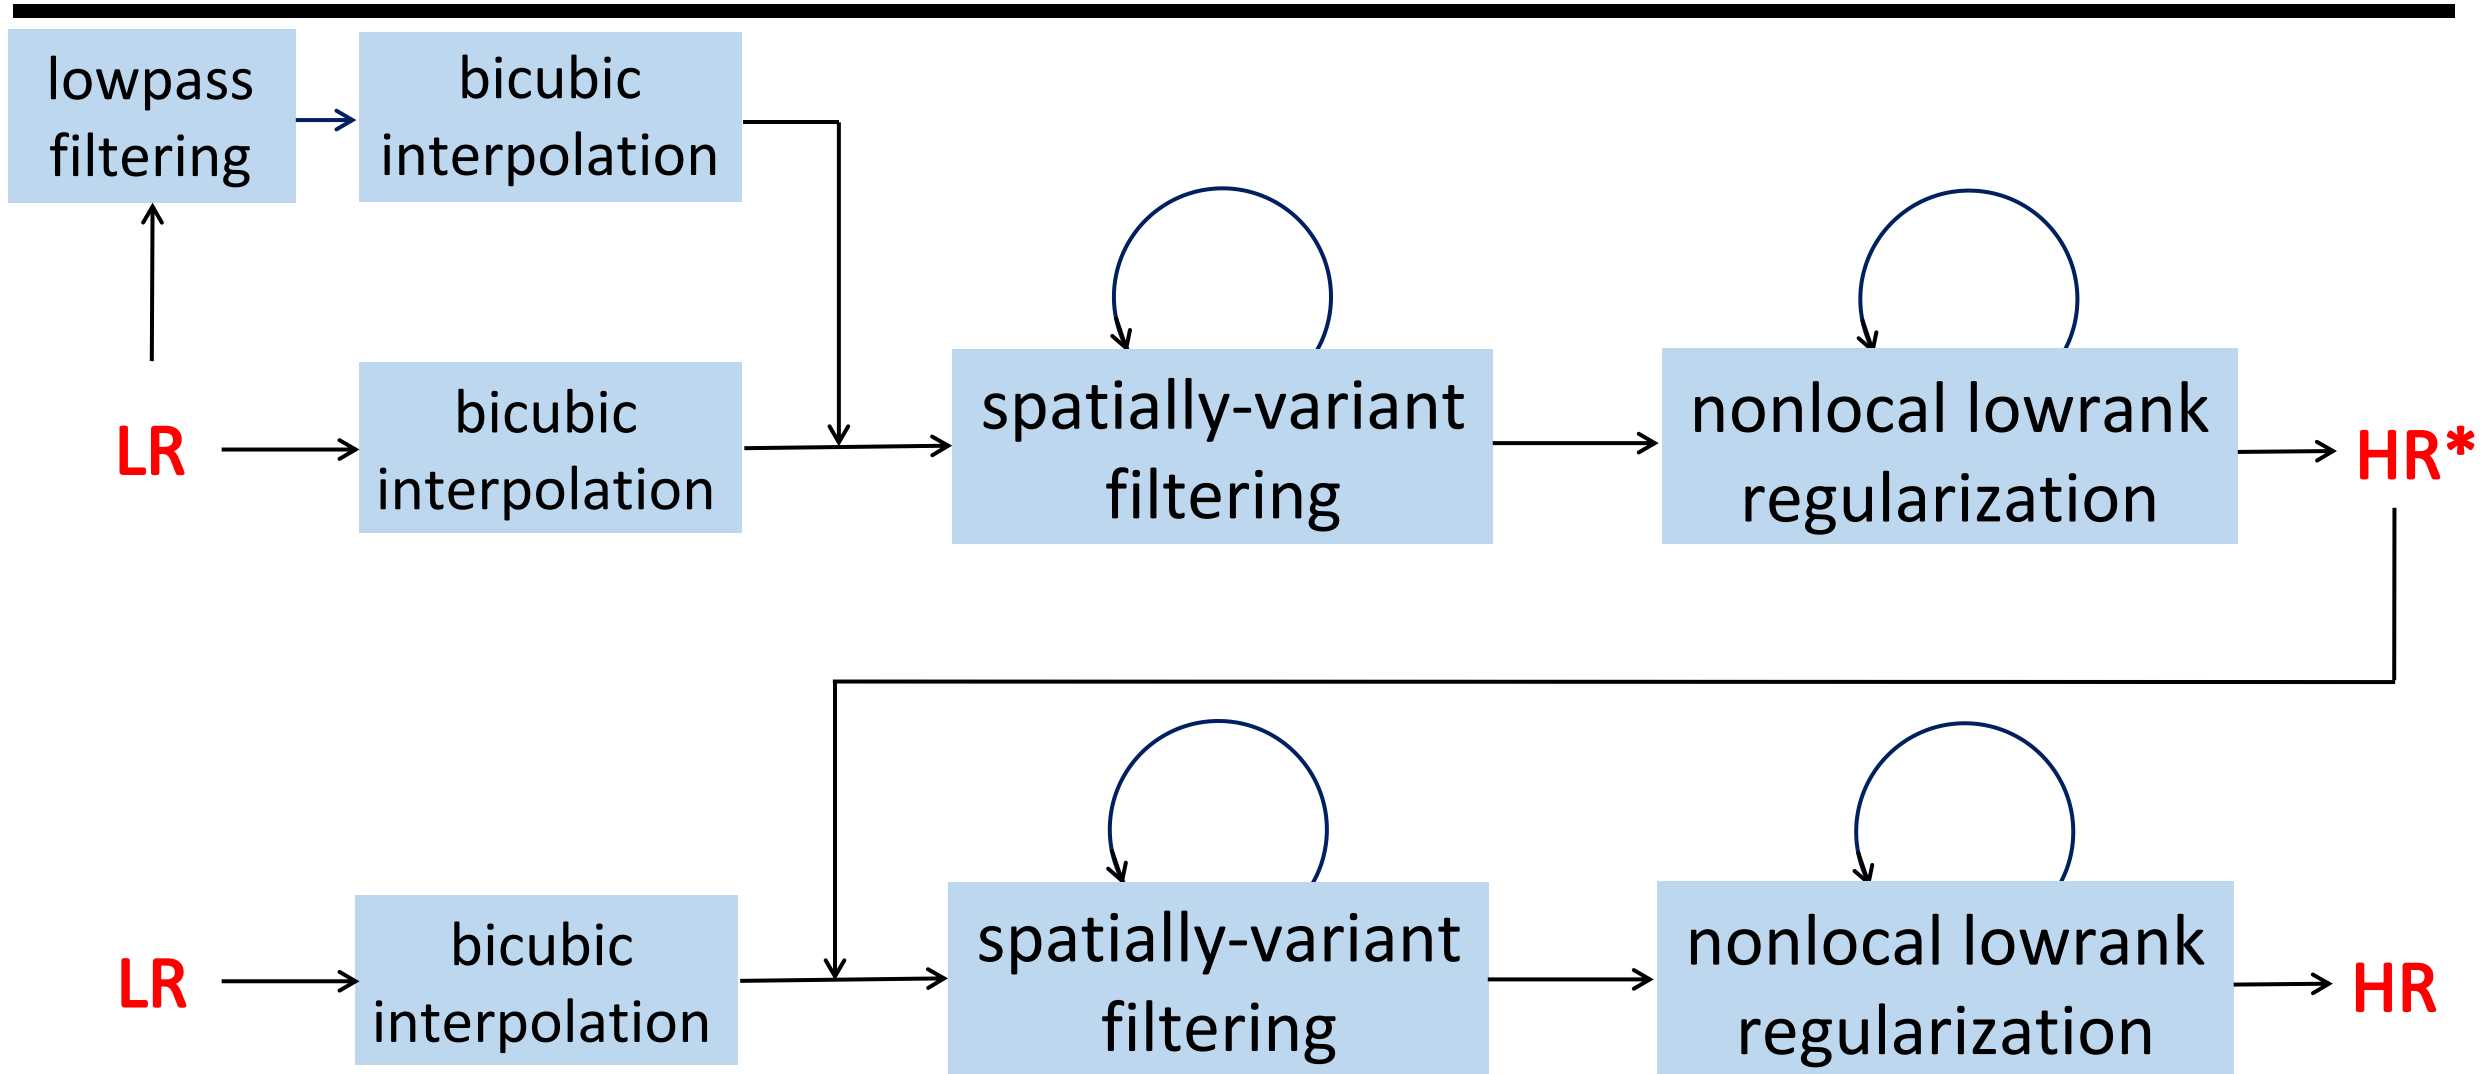 lowpass
filtering
bicubic
interpolation
LR
bicubic
interpolation
spatially-variant
filtering
nonlocal lowrank
regularization
HR*
LR
bicubic
interpolation
spatially-variant
filtering
nonlocal lowrank
regularization
HR